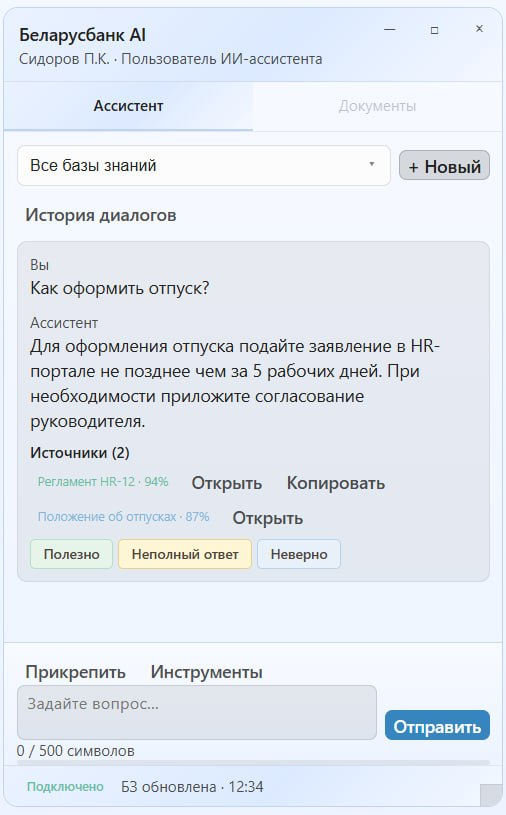 Беларусбанк AI
Сидоров П.К. · Пользователь ИИ-ассистента
Ассистент
Документы
Все базы знаний
+ Новый
История диалогов
Вы
Как оформить отпуск?
Ассистент
Для оформления отпуска подайте заявление в HR-
портале не позднее чем за 5 рабочих дней. При
необходимости приложите согласование
руководителя.
Источники (2)
Регламент HR-12 · 94% Открыть Копировать
Положение об отпусках · 87% Открыть
Полезно Неполный ответ Неверно
Прикрепить Инструменты
Задайте вопрос...
Отправить
0 / 500 символов
Подключено БЗ обновлена · 12:34